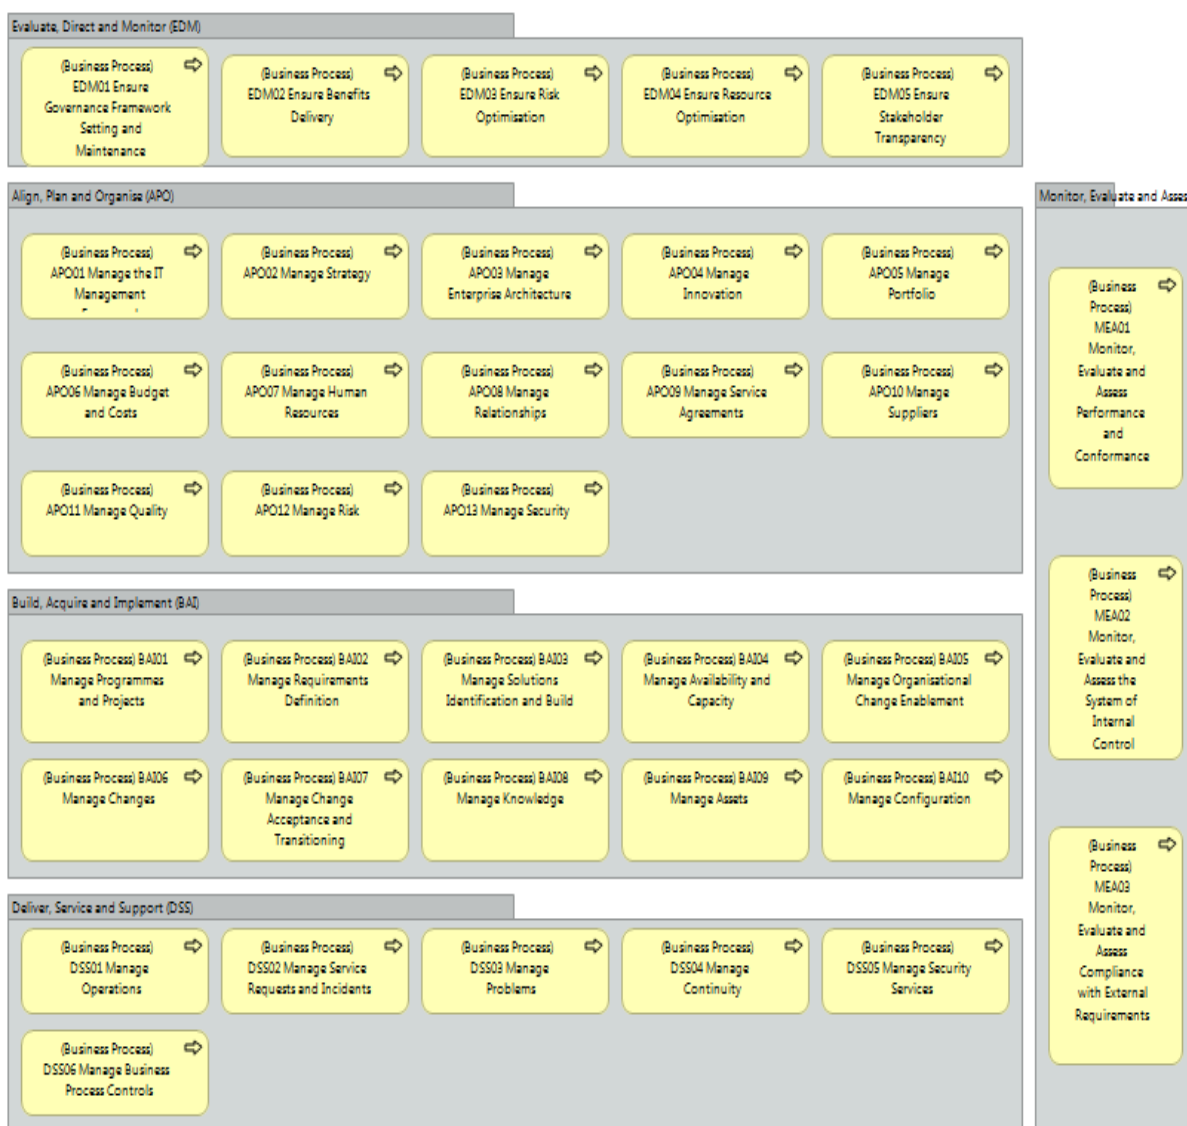 Evaluate, Direct and Monitor (EDM)
(Business Process)
EDM01 Ensure
Governance Framework
Setting and
Maintenance
(Business Process)
EDM02 Ensure Benefits
Delivery
(Business Process)
EDM03 Ensure Risk
Optimisation
(Business Process)
EDM04 Ensure Resource
Optimisation
(Business Process)
EDM05 Ensure
Stakeholder
Transparency
Align, Plan and Organise (APO)
(Business Process)
APO01 Manage the IT
Management
(Business Process)
APO02 Manage Strategy
(Business Process)
APO03 Manage
Enterprise Architecture
(Business Process)
APO04 Manage
Innovation
(Business Process)
APO05 Manage
Portfolio
(Business Process)
APO06 Manage Budget
and Costs
(Business Process)
APO07 Manage Human
Resources
(Business Process)
APO08 Manage
Relationships
(Business Process)
APO09 Manage Service
Agreements
(Business Process)
APO10 Manage
Suppliers
(Business Process)
APO11 Manage Quality
(Business Process)
APO12 Manage Risk
(Business Process)
APO13 Manage Security
Build, Acquire and Implement (BAI)
(Business Process) BAI01
Manage Programmes
and Projects
(Business Process) BAI02
Manage Requirements
Definition
(Business Process) BAI03
Manage Solutions
Identification and Build
(Business Process) BAI04
Manage Availability and
Capacity
(Business Process) BAI05
Manage Organisational
Change Enablement
(Business Process) BAI06
Manage Changes
(Business Process) BAI07
Manage Change
Acceptance and
Transitioning
(Business Process) BAI08
Manage Knowledge
(Business Process) BAI09
Manage Assets
(Business Process) BAI10
Manage Configuration
Deliver, Service and Support (DSS)
(Business Process)
DSS01 Manage
Operations
(Business Process)
DSS02 Manage Service
Requests and Incidents
(Business Process)
DSS03 Manage
Problems
(Business Process)
DSS04 Manage
Continuity
(Business Process)
DSS05 Manage Security
Services
(Business Process)
DSS06 Manage Business
Process Controls
Monitor, Evaluate and Asses
(Business
Process)
MEA01
Monitor,
Evaluate and
Assess
Performance
and
Conformance
(Business
Process)
MEA02
Monitor,
Evaluate and
Assess the
System of
Internal
Control
(Business
Process)
MEA03
Monitor,
Evaluate and
Assess
Compliance
with External
Requirements